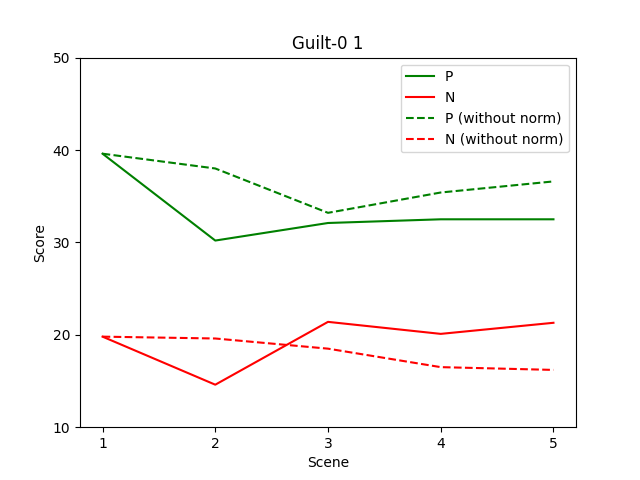 Guilt-0 1
P
N
P (without norm)
N (without norm)
50
40
30
20
10
Score
1 2 3 4 5
Scene